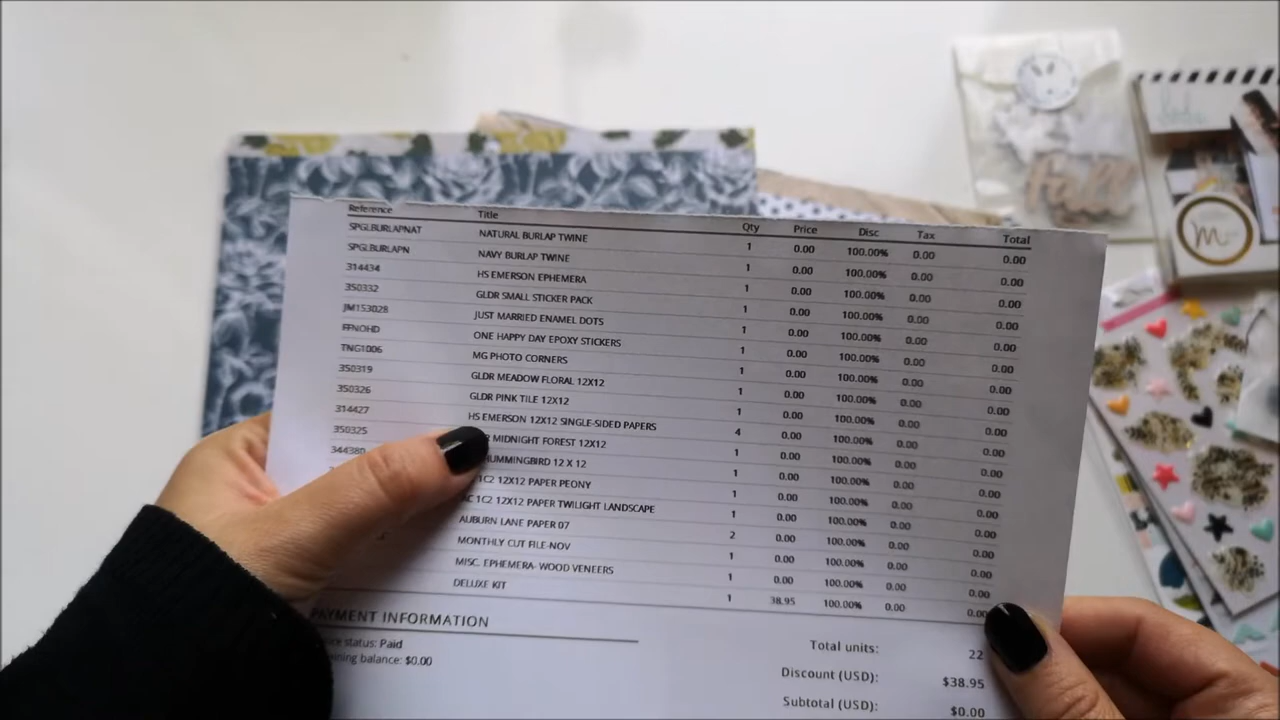 Reference Title Qty Price Disc Tax Total
SPGLBURLAPNAT NATURAL BURLAP TWINE 1 0.00 100.00% 0.00 0.00
SPGLBURLAPN NAVY BURLAP TWINE 1 0.00 100.00% 0.00 0.00
314434 HS EMERSON EPHEMERA 1 0.00 100.00% 0.00 0.00
350332 GLDR SMALL STICKER PACK 1 0.00 100.00% 0.00 0.00
JM153028 JUST MARRIED ENAMEL DOTS 1 0.00 100.00% 0.00 0.00
FFNOHD ONE HAPPY DAY EPOXY STICKERS 1 0.00 100.00% 0.00 0.00
TNG1006 MG PHOTO CORNERS 1 0.00 100.00% 0.00 0.00
350319 GLDR MEADOW FLORAL 12X12 1 0.00 100.00% 0.00 0.00
350326 GLDR PINK TILE 12X12 1 0.00 100.00% 0.00 0.00
314427 HS EMERSON 12X12 SINGLE-SIDED PAPERS 4 0.00 100.00% 0.00 0.00
350325 R MIDNIGHT FOREST 12X12 1 0.00 100.00% 0.00 0.00
344380 HUMMINGBIRD 12 X 12 1 0.00 100.00% 0.00 0.00
1C2 12X12 PAPER PEONY 1 0.00 100.00% 0.00 0.00
1C2 12X12 PAPER TWILIGHT LANDSCAPE 1 0.00 100.00% 0.00 0.00
AUBURN LANE PAPER 07 2 0.00 100.00% 0.00 0.00
MONTHLY CUT FILE-NOV 1 0.00 100.00% 0.00 0.00
MISC. EPHEMERA- WOOD VENEERS 1 0.00 100.00% 0.00 0.00
DELUXE KIT 1 38.95 100.00% 0.00 0.00
PAYMENT INFORMATION
status: Paid
balance: $0.00
Total units: 22
Discount (USD): $38.95
Subtotal (USD): $0.00
fall
m